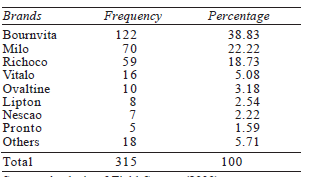 Brands Frequency Percentage
Bournvita 122 38.83
Milo 70 22.22
Richoco 59 18.73
Vitalo 16 5.08
Ovaltine 10 3.18
Lipton 8 2.54
Nescao 7 2.22
Pronto 5 1.59
Others 18 5.71
Total 315 100